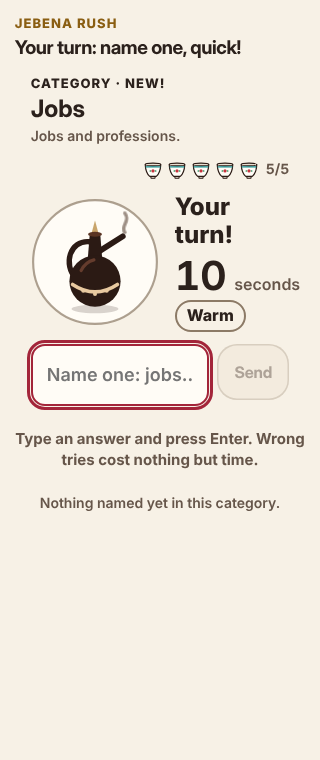 JEBENA RUSH
Your turn: name one, quick!
CATEGORY · NEW!
Jobs
Jobs and professions.
5/5
Your
turn!
10 seconds
Warm
Name one: jobs..
Send
Type an answer and press Enter. Wrong
tries cost nothing but time.
Nothing named yet in this category.